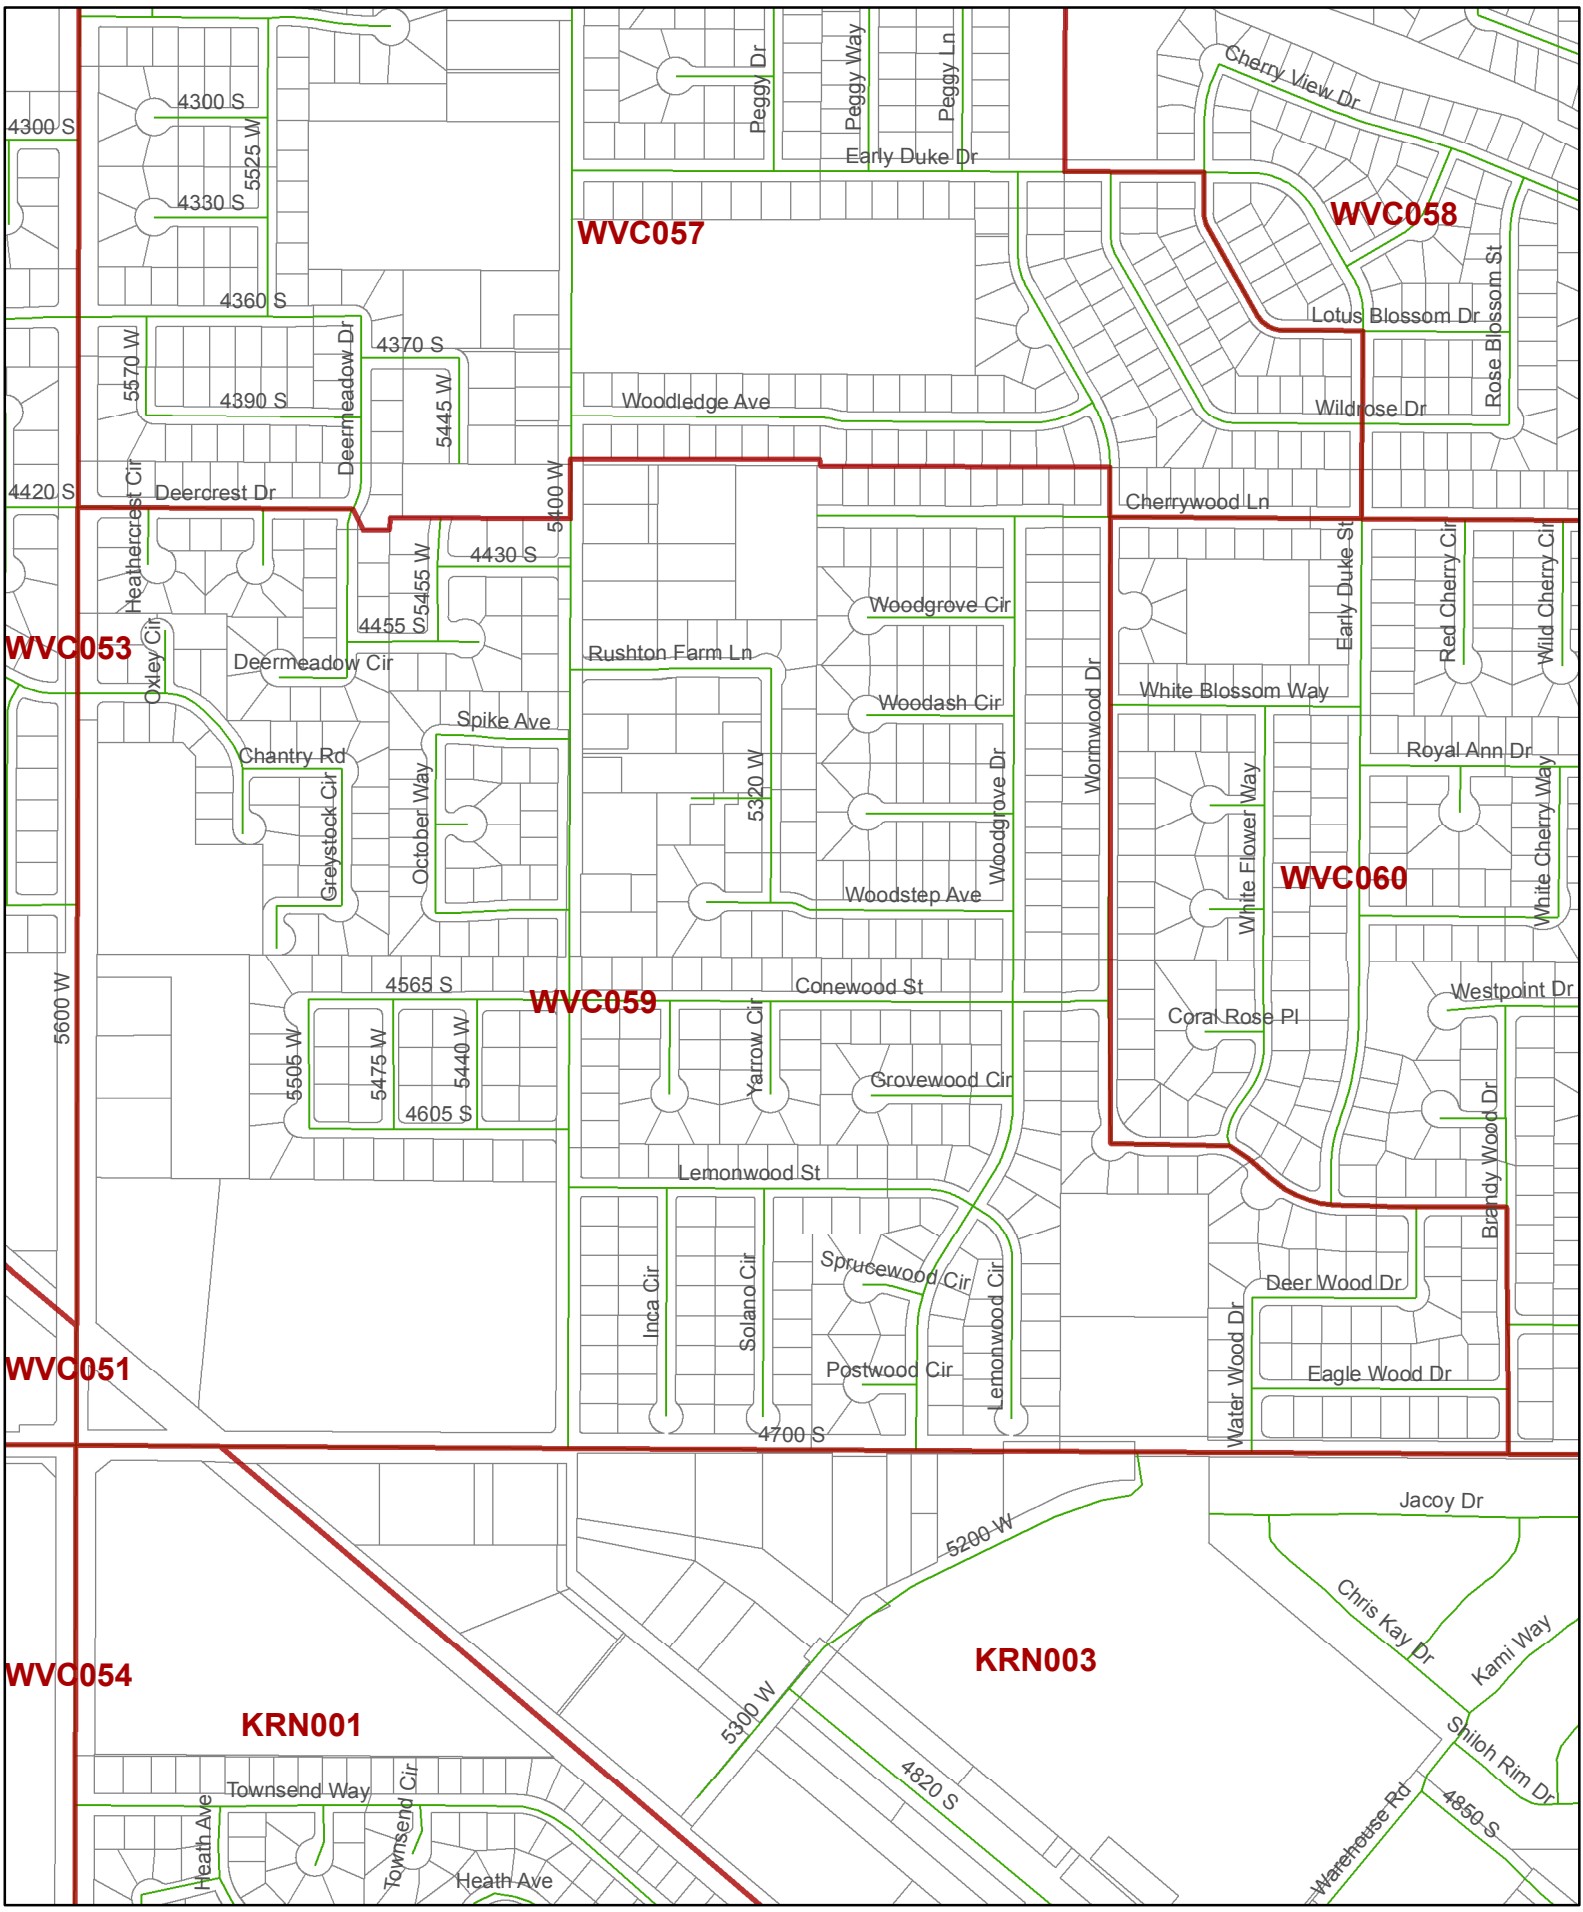 Peggy Dr
Peggy Way
Peggy Ln
Cherry View Dr
4300 S
4300 S
5525 W
Early Duke Dr
4330 S
WVC057
WVC058
Rose Blossom St
4360 S
Lotus Blossom Dr
5570 W
Deermeadow Dr
4370 S
5445 W
4390 S
Woodledge Ave
Wildrose Dr
4420 S
Heathercrest Cir
Deercrest Dr
5400 W
Cherrywood Ln
4430 S
5455 W
Early Duke St
Red Cherry Cir
Wild Cherry Cir
Woodgrove Cir
4455 S
WVC053
Oxley Cir
Deermeadow Cir
Rushton Farm Ln
Wormwood Dr
White Blossom Way
Woodash Cir
Spike Ave
Chantry Rd
Royal Ann Dr
October Way
Greystock Cir
5320 W
Woodgrove Dr
White Flower Way
White Cherry Way
WVC060
Woodstep Ave
5600 W
4565 S
WVC059
Conewood St
Westpoint Dr
Coral Rose Pl
5505 W
5475 W
5440 W
Yarrow Cir
Grovewood Cir
4605 S
Brandy Wood Dr
Lemonwood St
Sprucewood Cir
Inca Cir
Solano Cir
Lemonwood Cir
Deer Wood Dr
Water Wood Dr
WVC051
Postwood Cir
Eagle Wood Dr
4700 S
Jacoy Dr
5200 W
Chris Kay Dr
Kami Way
WVC054
KRN003
KRN001
5300 W
Shiloh Rim Dr
4820 S
Townsend Way
Townsend Cir
Heath Ave
Heath Ave
Warehouse Rd
4850 S